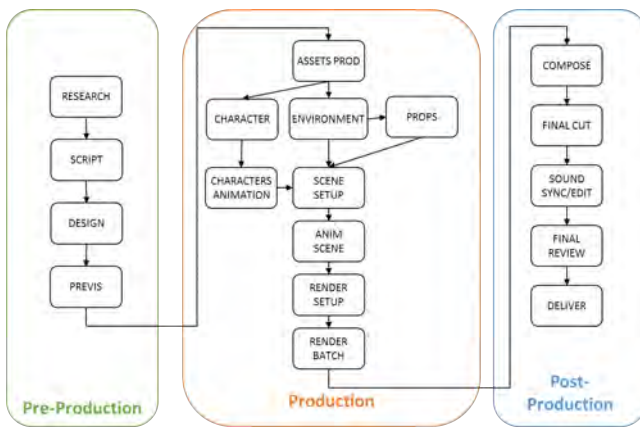 RESEARCH
SCRIPT
DESIGN
PREVIS
Pre-Production
ASSETS PROD
CHARACTER
ENVIRONMENT
PROPS
CHARACTERS
ANIMATION
SCENE
SETUP
ANIM
SCENE
RENDER
SETUP
RENDER
BATCH
Production
COMPOSE
FINAL CUT
SOUND
SYNC/EDIT
FINAL
REVIEW
DELIVER
Post-
Production